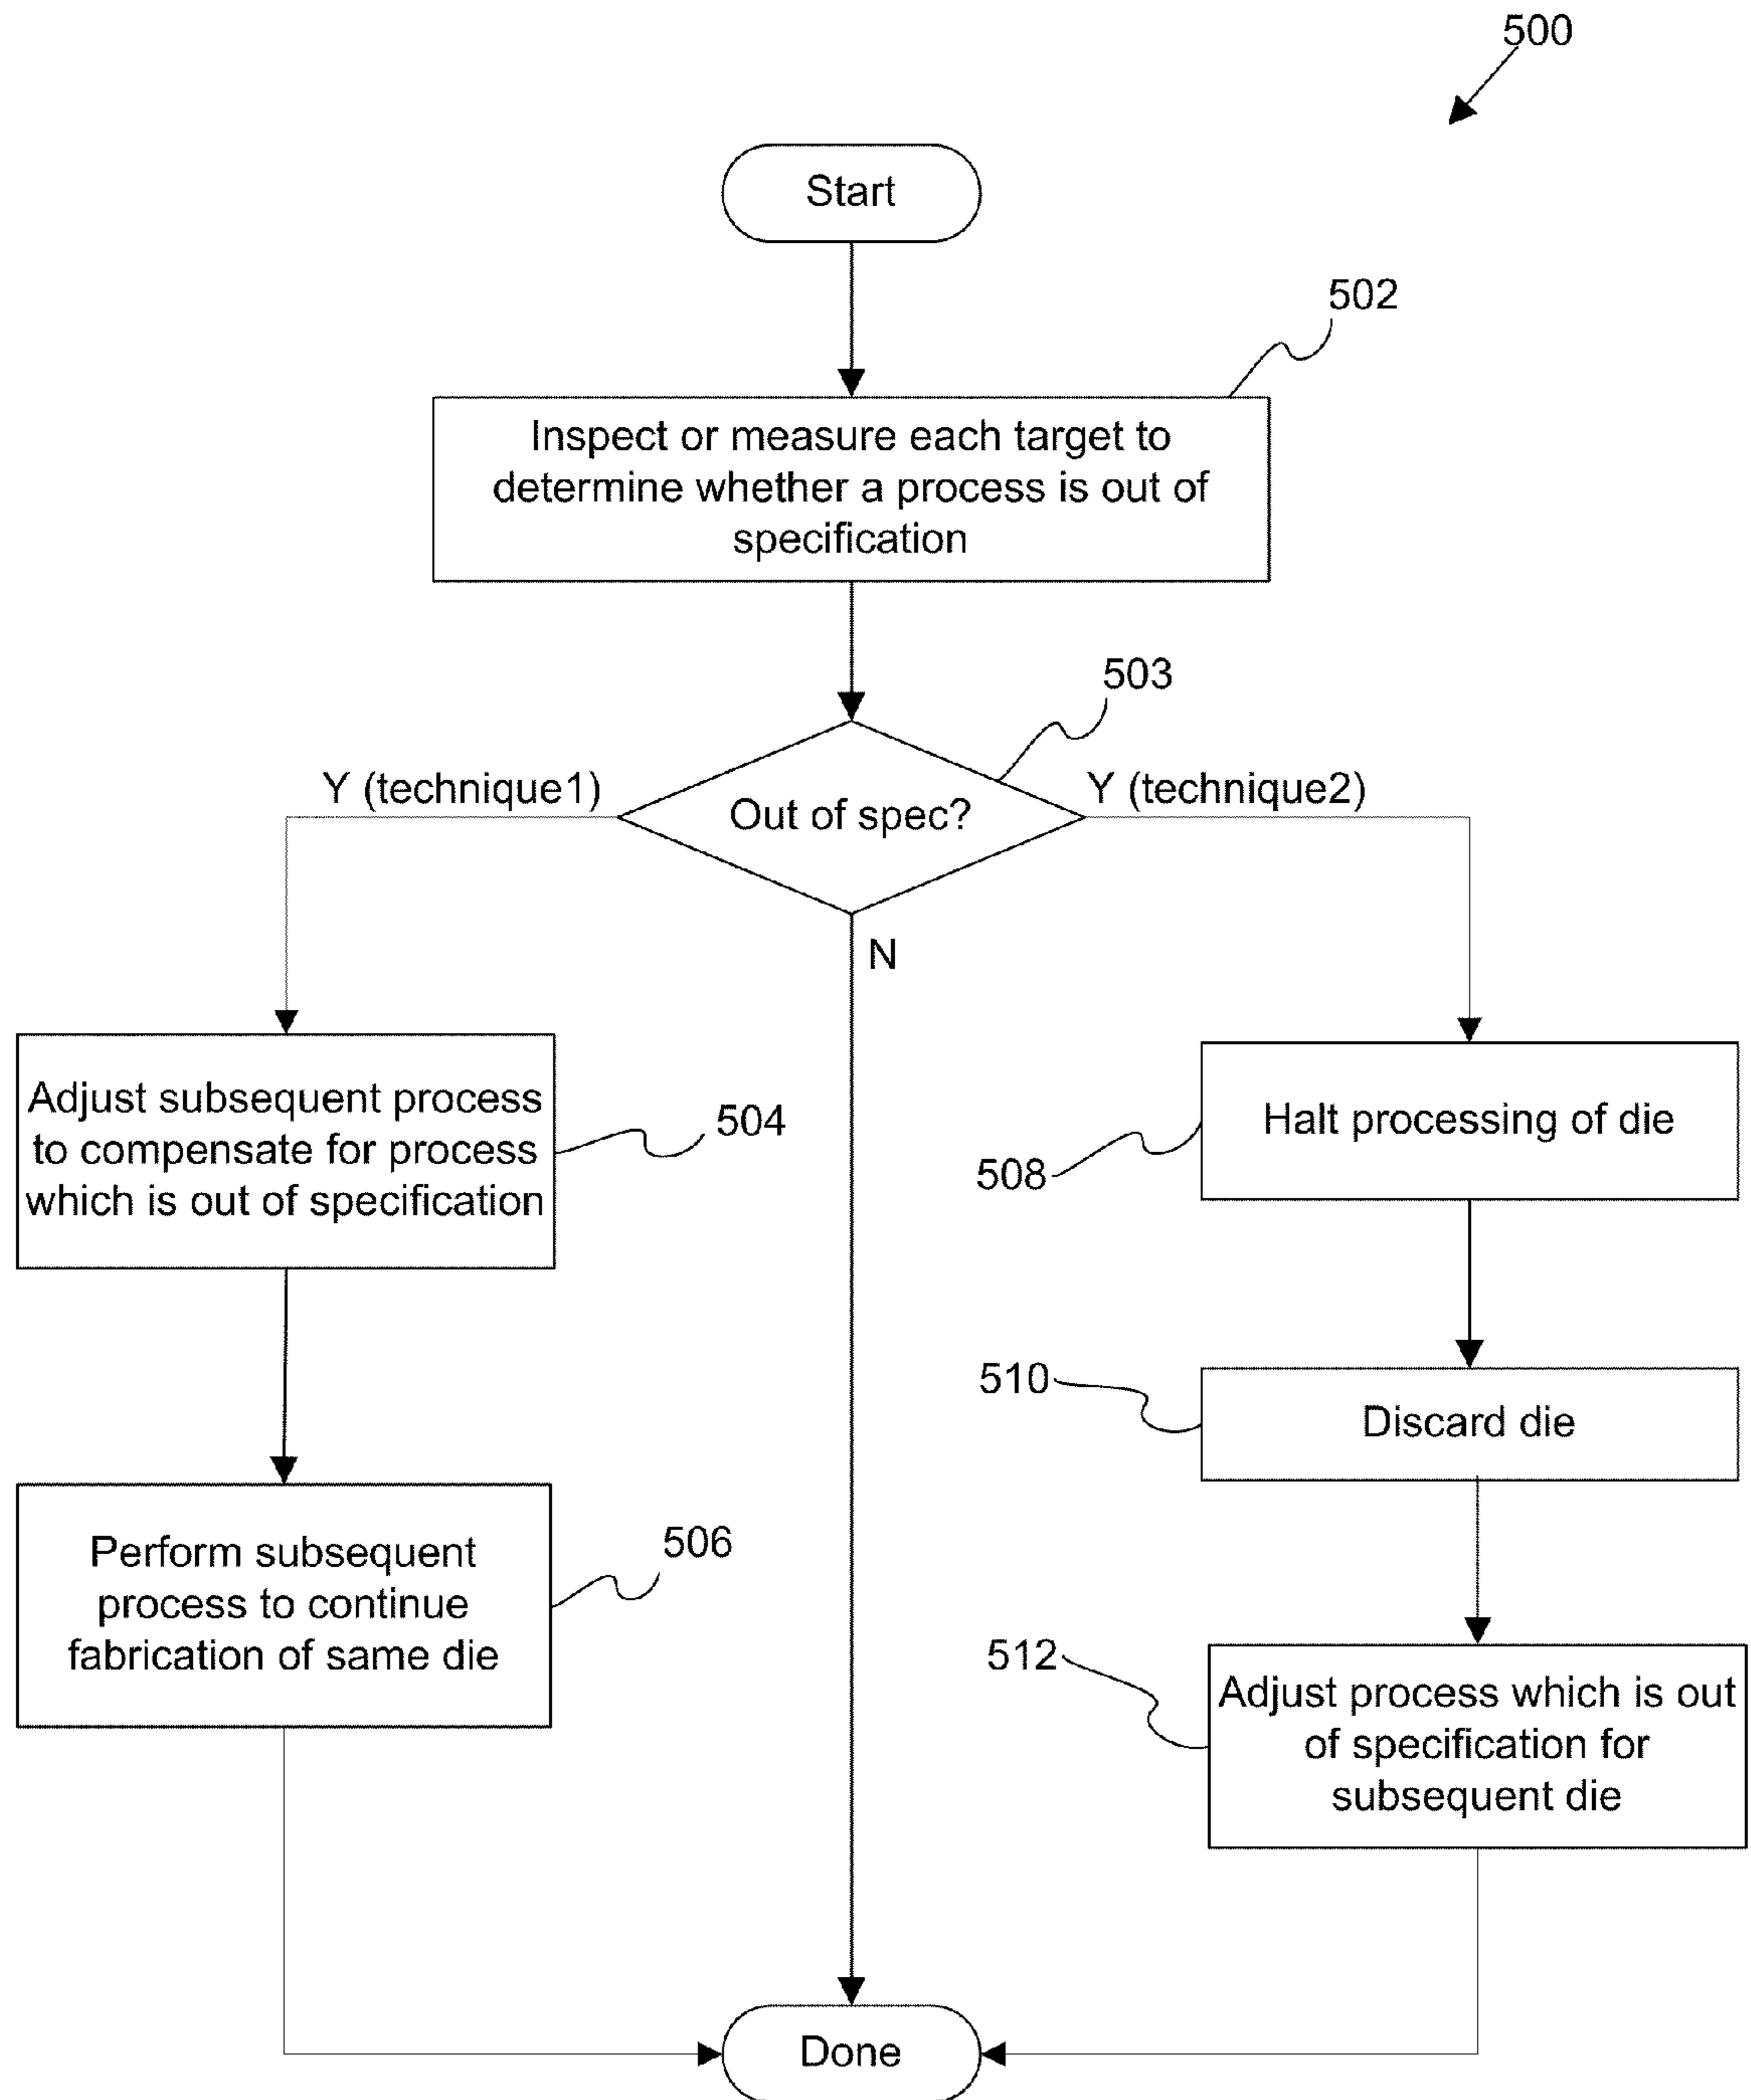 500
Start
502
Inspect or measure each target to
determine whether a process is out of
specification
503
Y (technique1)
Out of spec?
Y (technique2)
N
Adjust subsequent process
to compensate for process
which is out of specification
504
Halt processing of die
508
510
Discard die
Perform subsequent
process to continue
fabrication of same die
506
512
Adjust process which is out
of specification for
subsequent die
Done